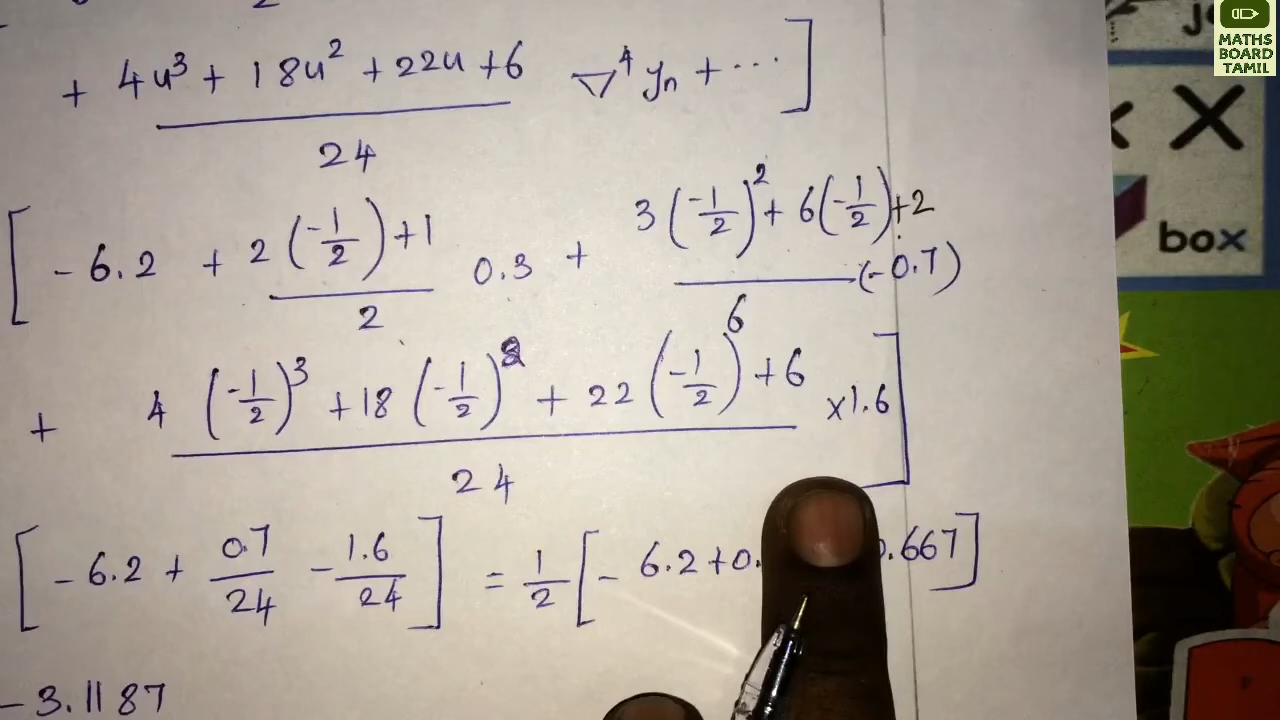 + 4u³ + 18u² + 22u + 6 / 24 ∇⁴yₙ + ... ]
[ -6.2 + 2(-1/2)+1 / 2 0.3 + 3(-1/2)² + 6(-1/2)+2 / 6 (-0.7)
+ 4(-1/2)³ + 18(-1/2)² + 22(-1/2) + 6 / 24 ×1.6 ]
[ -6.2 + 0.7/24 - 1.6/24 ] = 1/2 [ -6.2+0. .667 ]
-3.1187
MATHS
BOARD
TAMIL
X
box